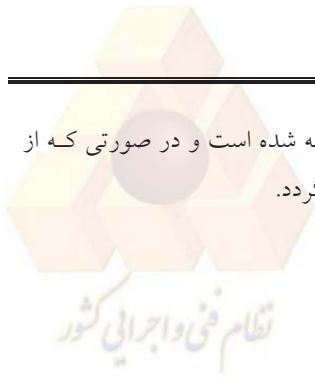 ه شده است و در صورتی که از
گردد.
نظام فنی و اجرایی کشور